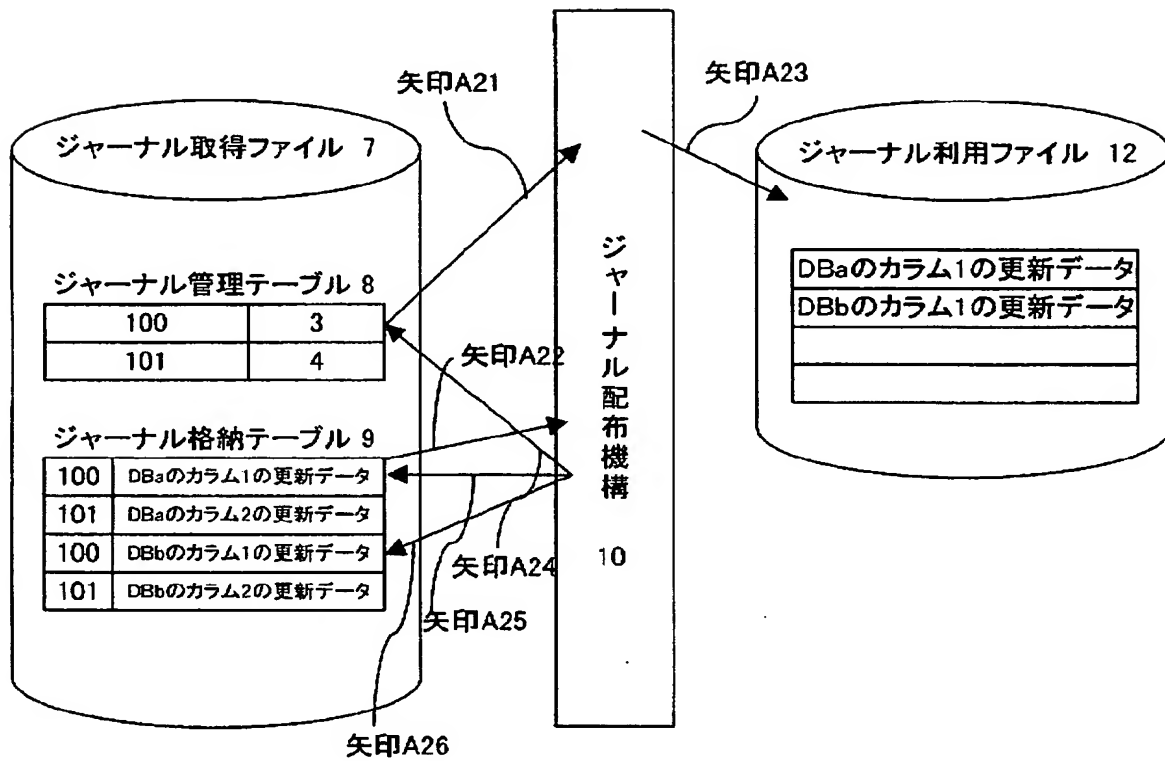 矢印A21
矢印A23
ジャーナル取得ファイル 7
ジャーナル利用ファイル 12
ジャーナル管理テーブル 8
100 3
101 4
矢印A22
ジャーナル格納テーブル 9
100 DBaのカラム1の更新データ
101 DBaのカラム2の更新データ
100 DBbのカラム1の更新データ
101 DBbのカラム2の更新データ
矢印A24
矢印A25
矢印A26
ジャーナル配布機構
10
DBaのカラム1の更新データ
DBbのカラム1の更新データ